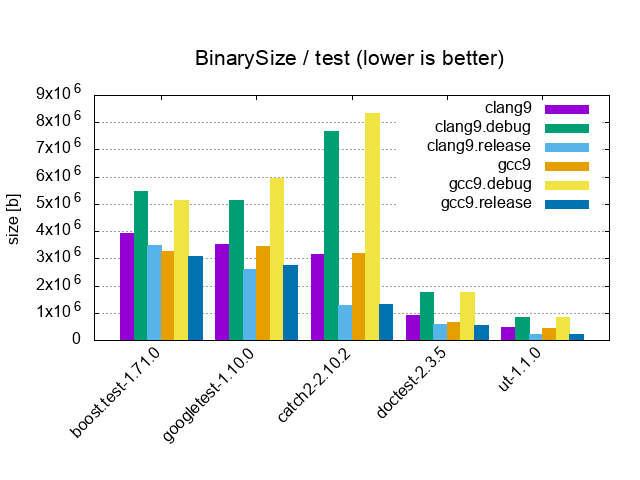 BinarySize / test (lower is better)
9x10^6
8x10^6
7x10^6
6x10^6
5x10^6
4x10^6
3x10^6
2x10^6
1x10^6
0
size [b]
clang9
clang9.debug
clang9.release
gcc9
gcc9.debug
gcc9.release
boost.test-1.71.0
googletest-1.10.0
catch2-2.10.2
doctest-2.3.5
ut-1.1.0